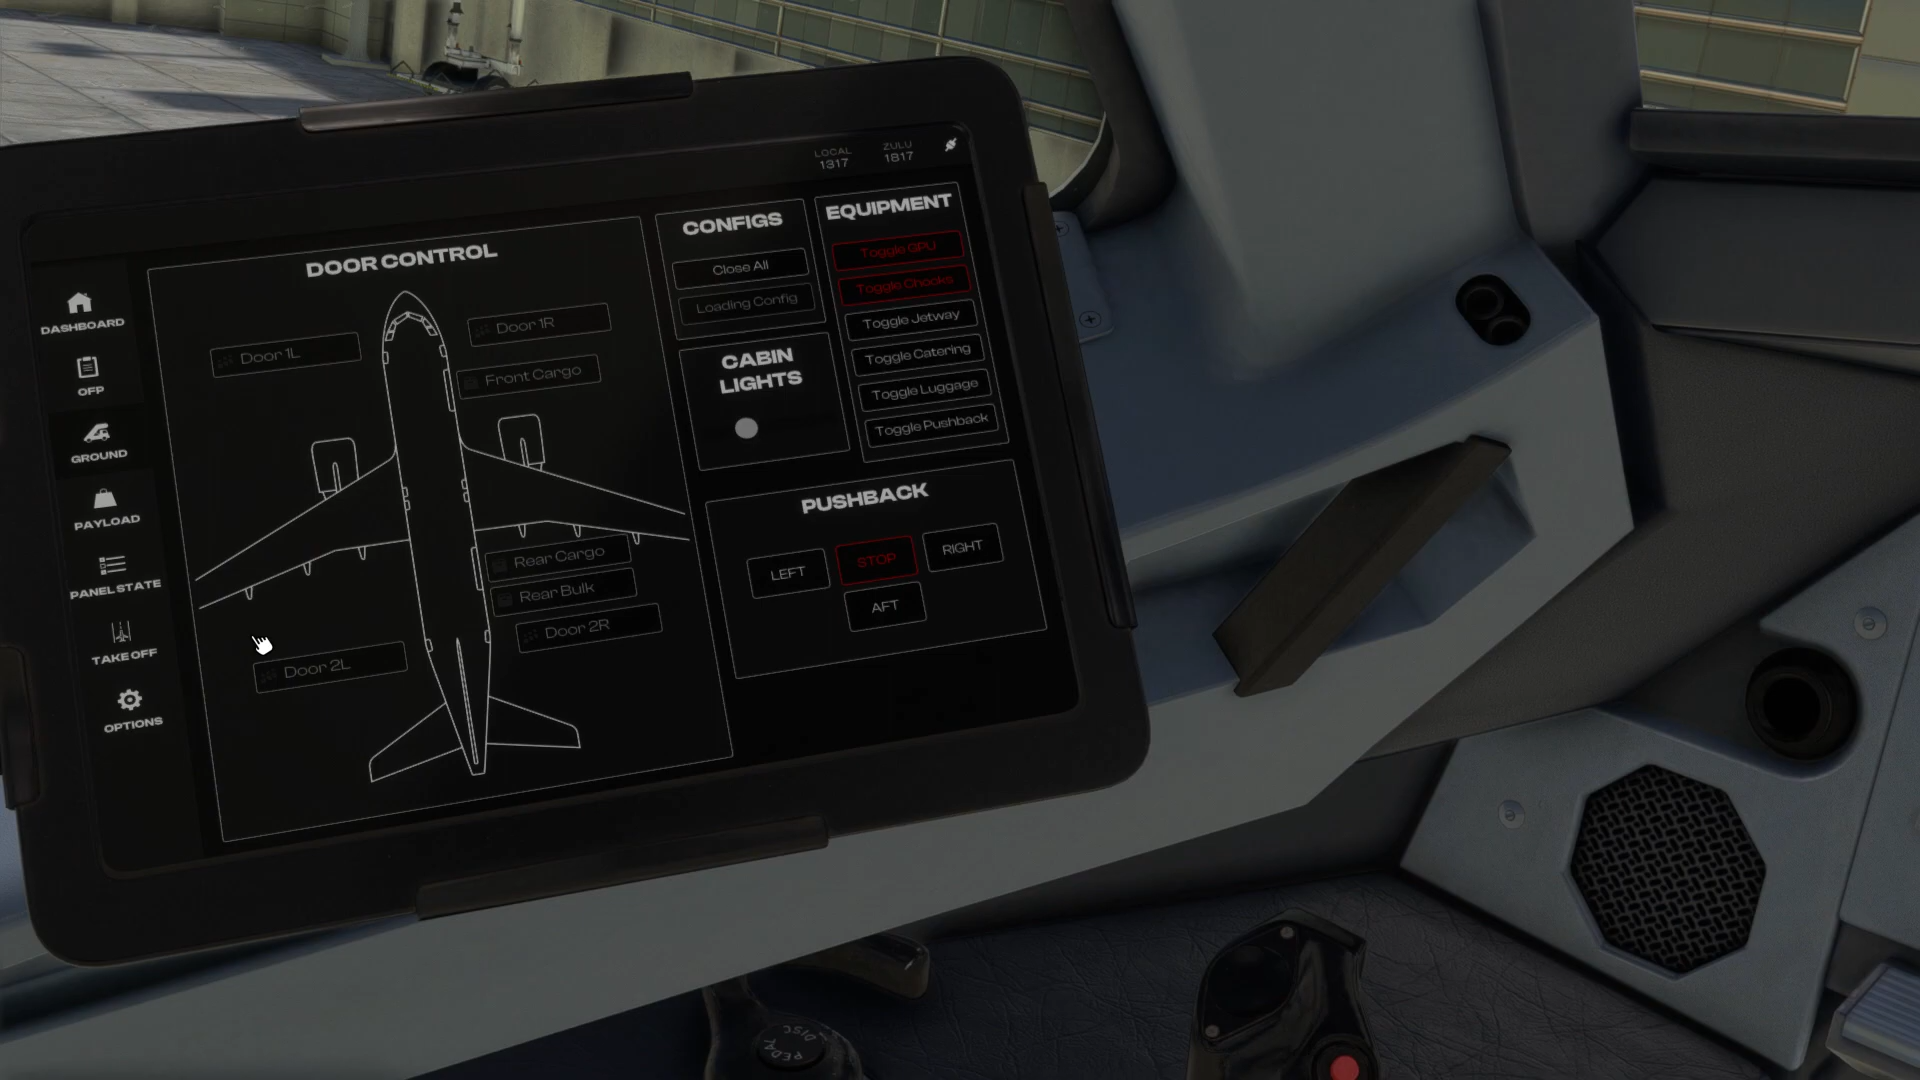 LOCAL
1317
ZULU
1817
DASHBOARD
OFP
GROUND
PAYLOAD
PANEL STATE
TAKE OFF
OPTIONS
DOOR CONTROL
Door 1L
Door 1R
Front Cargo
Rear Cargo
Rear Bulk
Door 2R
Door 2L
CONFIGS
Close All
Loading Config
CABIN
LIGHTS
EQUIPMENT
Toggle GPU
Toggle Chocks
Toggle Jetway
Toggle Catering
Toggle Luggage
Toggle Pushback
PUSHBACK
LEFT
STOP
RIGHT
AFT
DISC
PEDAL